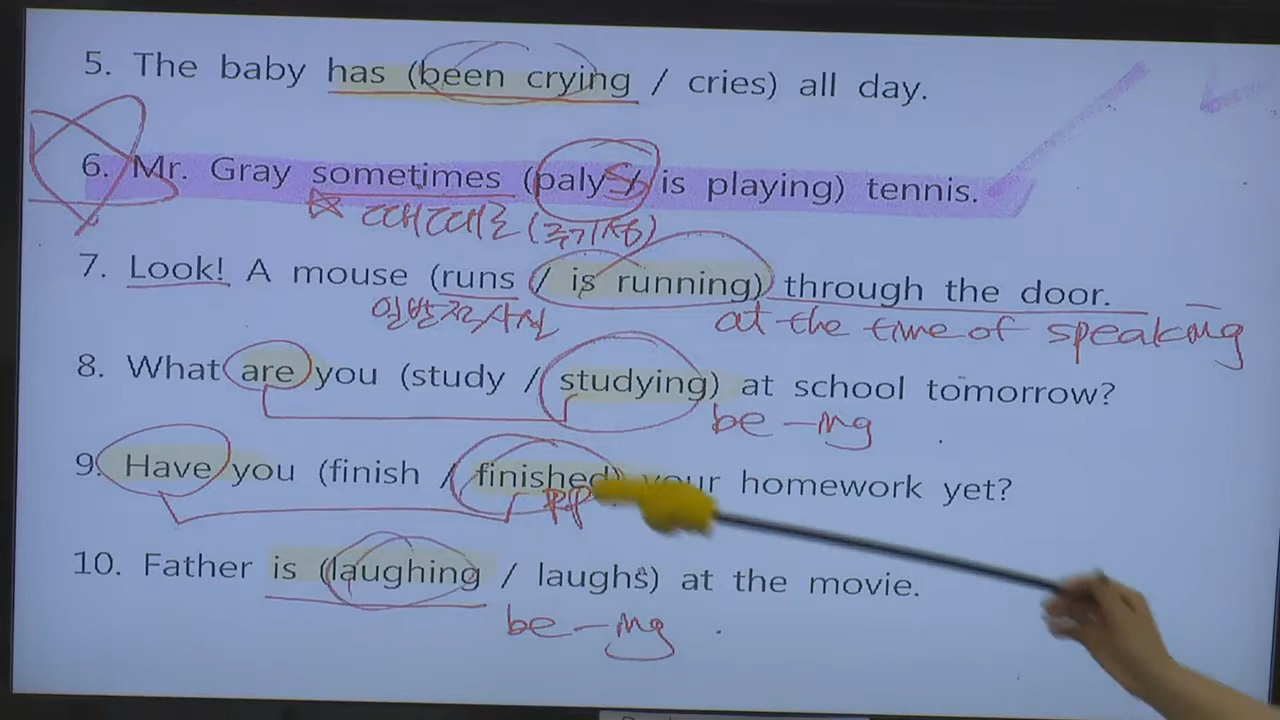 5. The baby has (been crying / cries) all day.
6. Mr. Gray sometimes (palys / is playing) tennis.
때때로 (주기성)
7. Look! A mouse (runs / is running) through the door.
일반적 사실 at the time of speaking
8. What are you (study / studying) at school tomorrow?
be -ing
9. Have you (finish / finished) your homework yet?
pp
10. Father is (laughing / laughs) at the movie.
be -ing